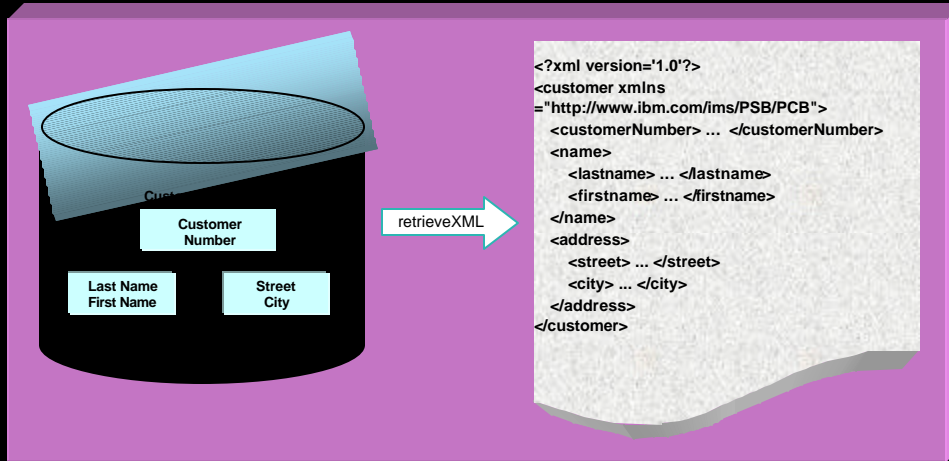 Customer
Number
Last Name
First Name
Street
City
retrieveXML
<?xml version='1.0'?>
<customer xmlns
="http://www.ibm.com/ims/PSB/PCB">
<customerNumber> ... </customerNumber>
<name>
<lastname> ... </lastname>
<firstname> ... </firstname>
</name>
<address>
<street> ... </street>
<city> ... </city>
</address>
</customer>